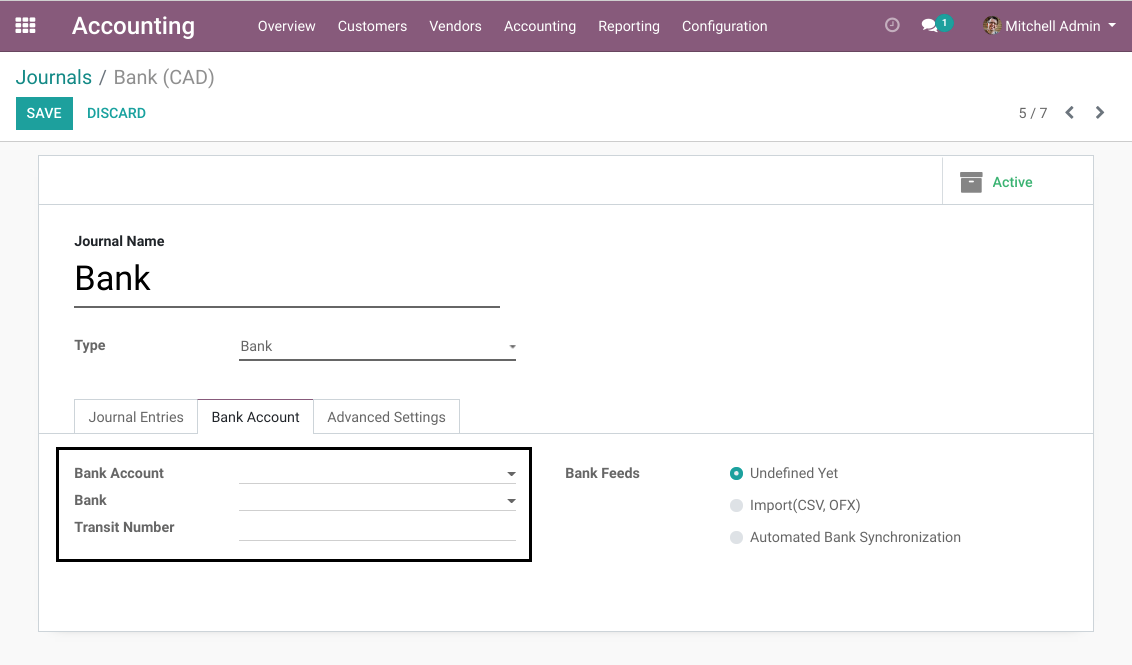 Accounting Overview Customers Vendors Accounting Reporting Configuration 1 Mitchell Admin
Journals / Bank (CAD)
SAVE DISCARD 5 / 7
Active
Journal Name
Bank
Type Bank
Journal Entries Bank Account Advanced Settings
Bank Account Bank Feeds Undefined Yet
Bank Import(CSV, OFX)
Transit Number Automated Bank Synchronization